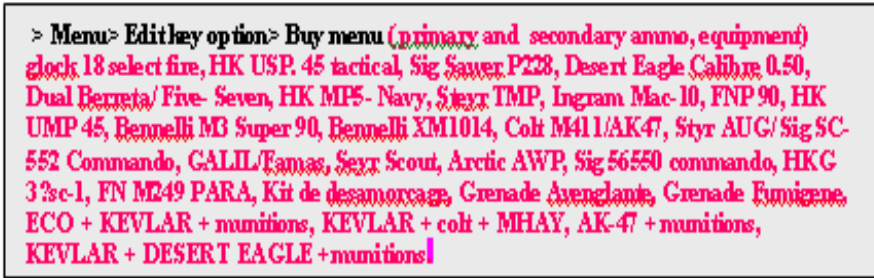 > Menu> Edit key option> Buy menu (primary and secondary ammo, equipment)
glock 18 select fire, HK USP. 45 tactical, Sig Sawer P228, Desert Eagle Calibre 0.50,
Dual Berreta/ Five- Seven, HK MP5- Navy, Steyr TMP, Ingram Mac-10, FNP 90, HK
UMP 45, Bennelli M3 Super 90, Bennelli XM1014, Colt M411/AK47, Styr AUG/ Sig SC-
552 Commando, GALIL/Famas, Seyr Scout, Arctic AWP, Sig 56550 commando, HKG
3?sc-1, FN M249 PARA, Kit de desamorcage, Grenade Avenglante, Grenade Fumigene,
ECO + KEVLAR + munitions, KEVLAR + colt + MHAY, AK-47 + munitions,
KEVLAR + DESERT EAGLE +munitions